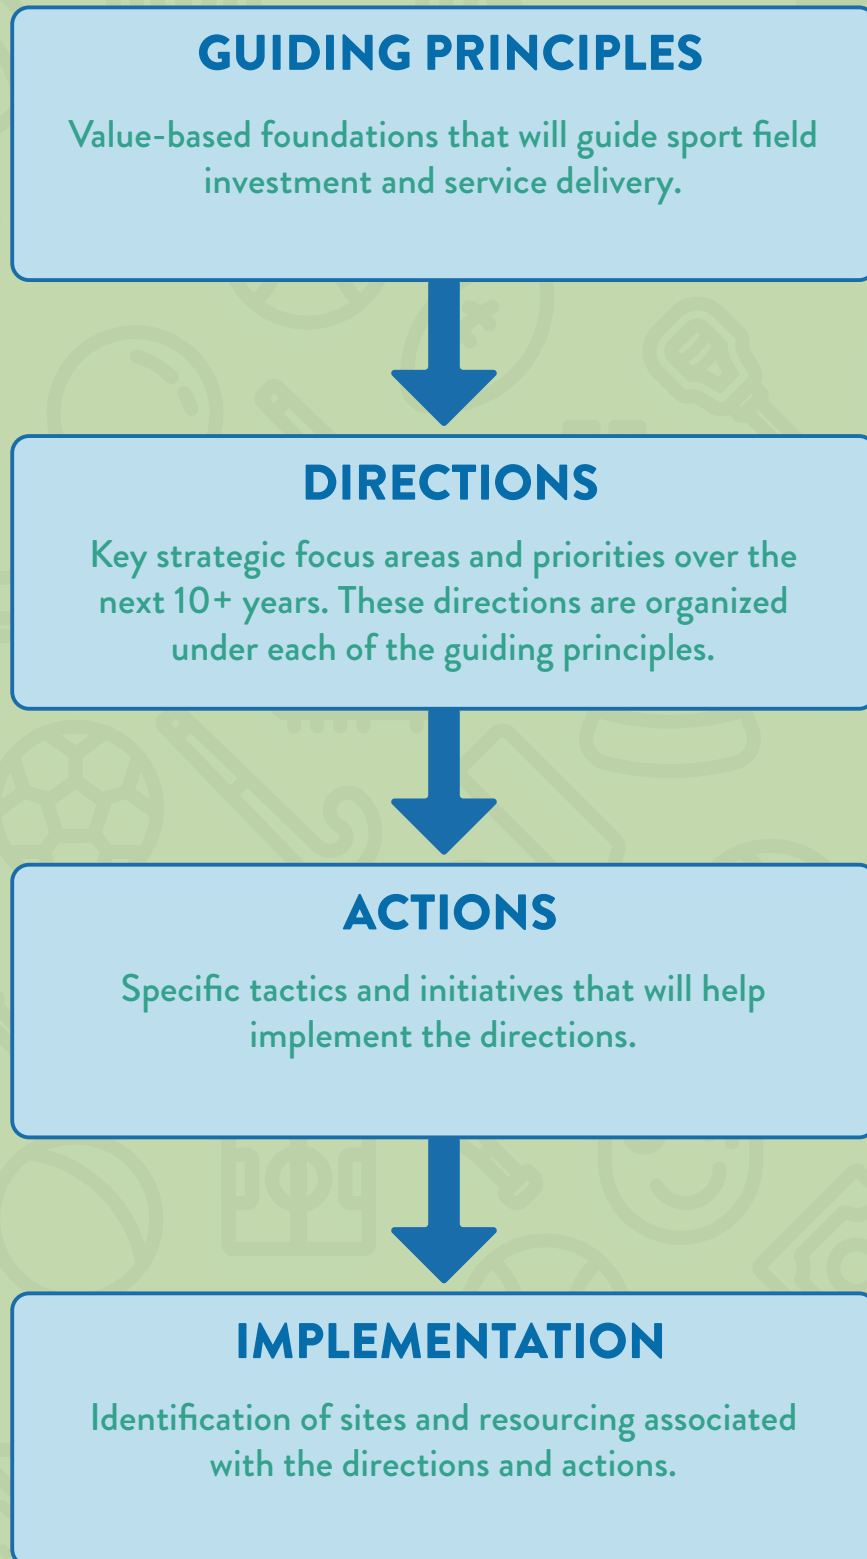 GUIDING PRINCIPLES
Value-based foundations that will guide sport field
investment and service delivery.
DIRECTIONS
Key strategic focus areas and priorities over the
next 10+ years. These directions are organized
under each of the guiding principles.
ACTIONS
Specific tactics and initiatives that will help
implement the directions.
IMPLEMENTATION
Identification of sites and resourcing associated
with the directions and actions.